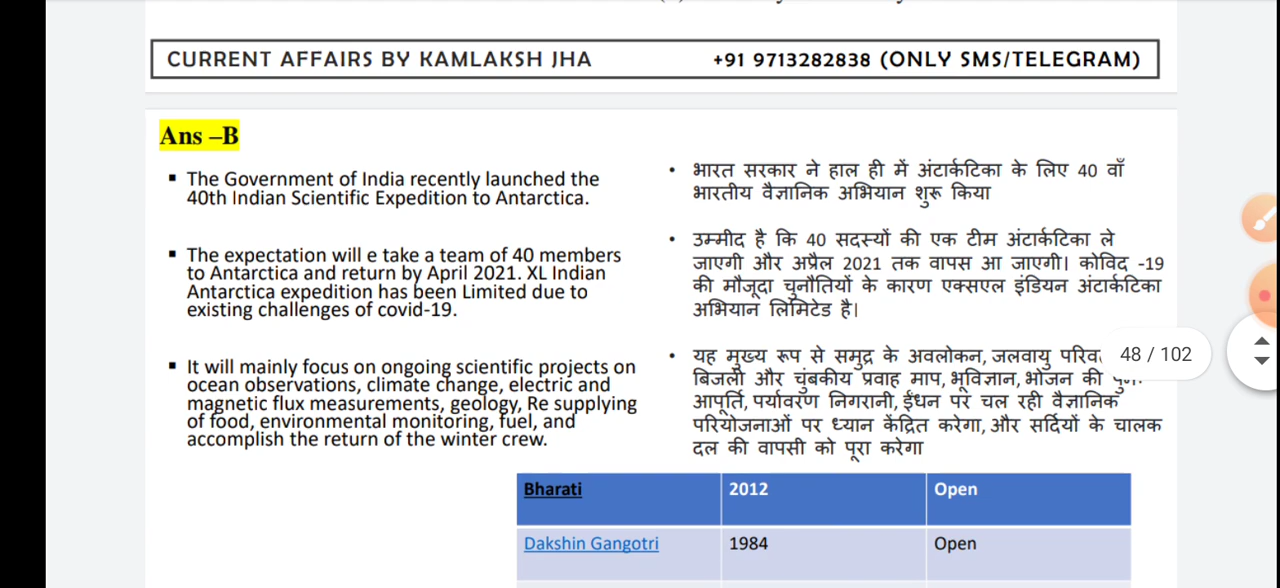 CURRENT AFFAIRS BY KAMLAKSH JHA +91 9713282838 (ONLY SMS/TELEGRAM)
Ans –B
▪ The Government of India recently launched the
40th Indian Scientific Expedition to Antarctica.
▪ The expectation will e take a team of 40 members
to Antarctica and return by April 2021. XL Indian
Antarctica expedition has been Limited due to
existing challenges of covid-19.
▪ It will mainly focus on ongoing scientific projects on
ocean observations, climate change, electric and
magnetic flux measurements, geology, Re supplying
of food, environmental monitoring, fuel, and
accomplish the return of the winter crew.
• भारत सरकार ने हाल ही में अंटार्कटिका के लिए 40 वाँ
भारतीय वैज्ञानिक अभियान शुरू किया
• उम्मीद है कि 40 सदस्यों की एक टीम अंटार्कटिका ले
जाएगी और अप्रैल 2021 तक वापस आ जाएगी। कोविद -19
की मौजूदा चुनौतियों के कारण एक्सएल इंडियन अंटार्कटिका
अभियान लिमिटेड है।
• यह मुख्य रूप से समुद्र के अवलोकन, जलवायु
बिजली और चुंबकीय प्रवाह माप, भूविज्ञान, भोजन की
आपूर्ति, पर्यावरण निगरानी, ईंधन पर चल रही वैज्ञानिक
परियोजनाओं पर ध्यान केंद्रित करेगा, और सर्दियों के चालक
दल की वापसी को पूरा करेगा
48 / 102
Bharati 2012 Open
Dakshin Gangotri 1984 Open